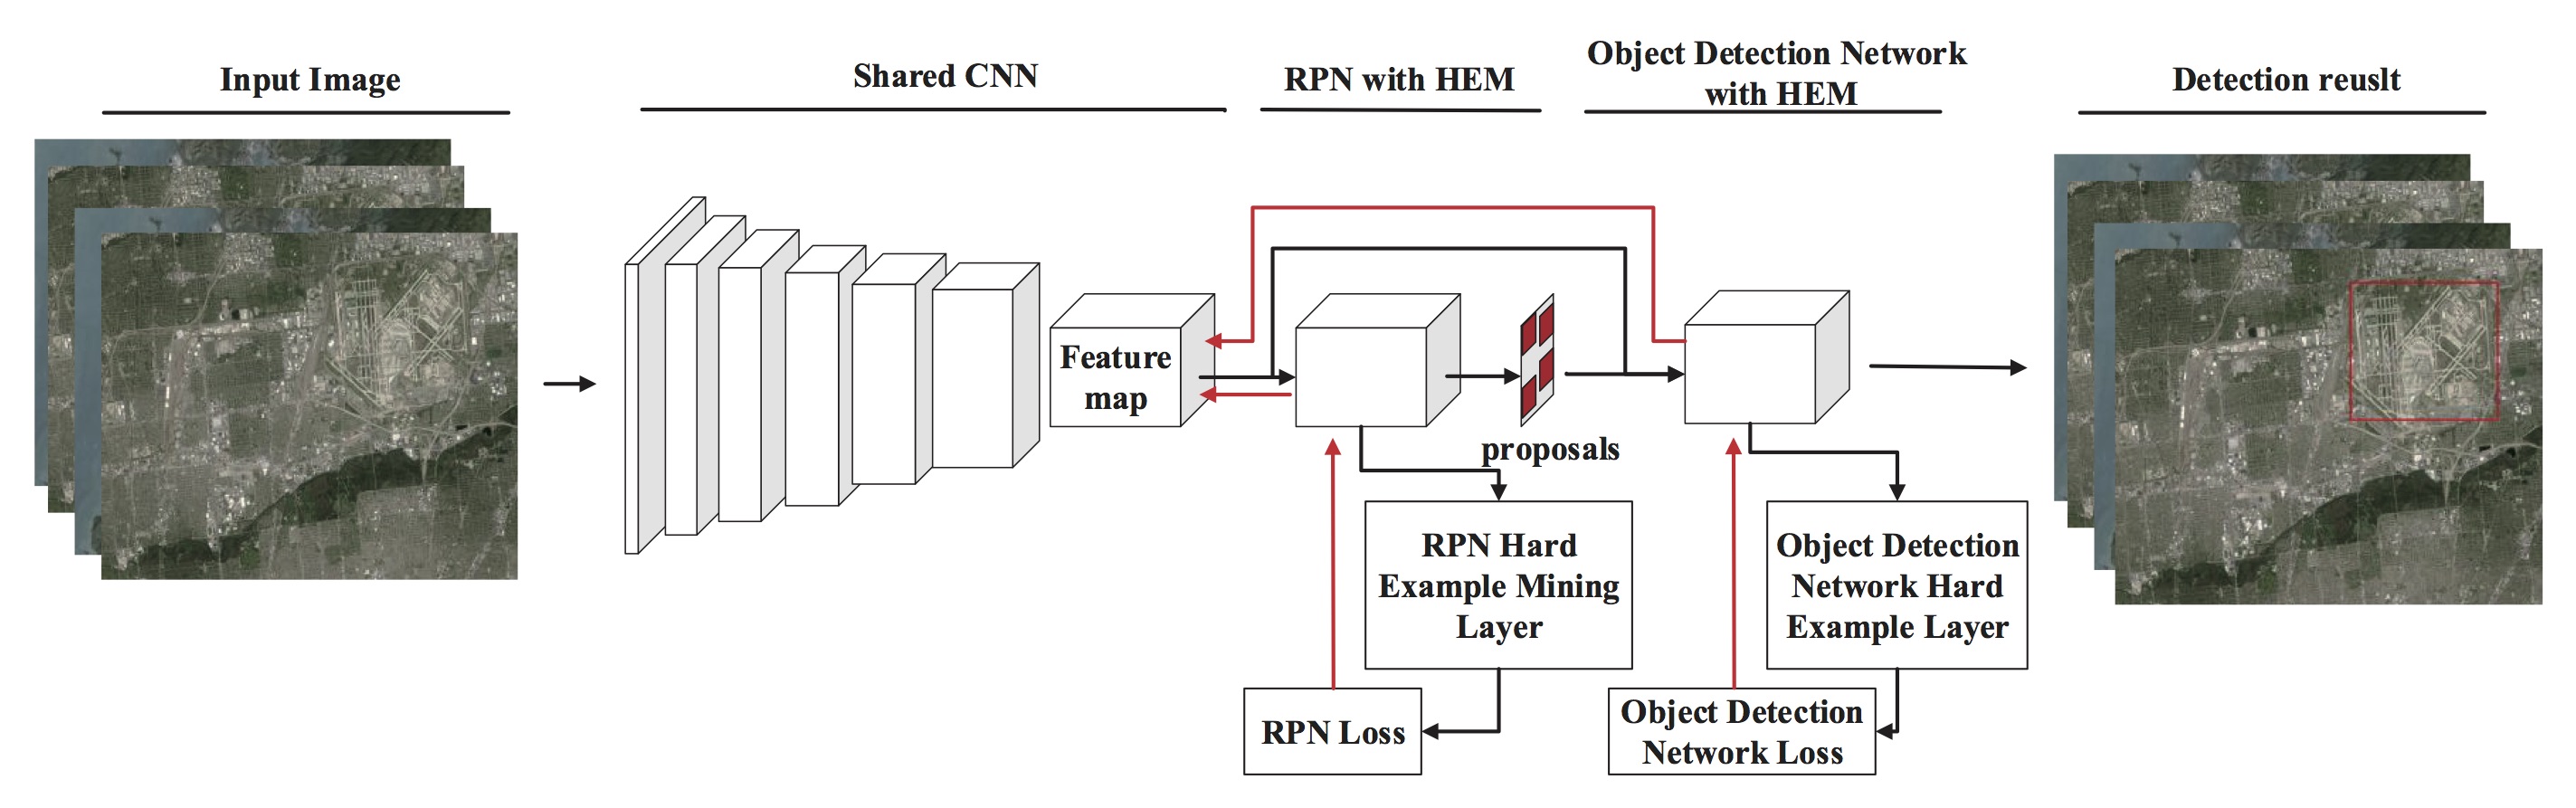 Input Image
Shared CNN
RPN with HEM
Object Detection Network
with HEM
Detection reuslt
Feature
map
proposals
RPN Hard
Example Mining
Layer
Object Detection
Network Hard
Example Layer
RPN Loss
Object Detection
Network Loss